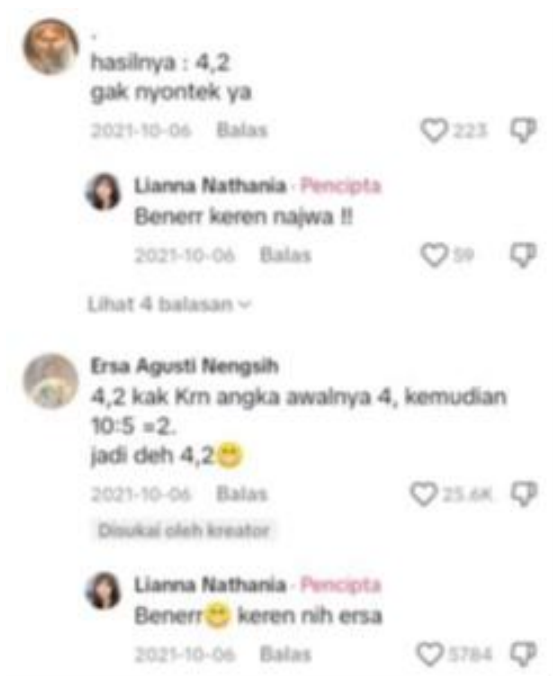 .
hasilnya : 4,2
gak nyontek ya
2021-10-06 Balas 223
Lianna Nathania · Pencipta
Benerr keren najwa !!
2021-10-06 Balas 59
Lihat 4 balasan
Ersa Agusti Nengsih
4,2 kak Krn angka awalnya 4, kemudian
10:5 =2.
jadi deh 4,2😁
2021-10-06 Balas 25.6K
Disukai oleh kreator
Lianna Nathania · Pencipta
Benerr😁 keren nih ersa
2021-10-06 Balas 5784